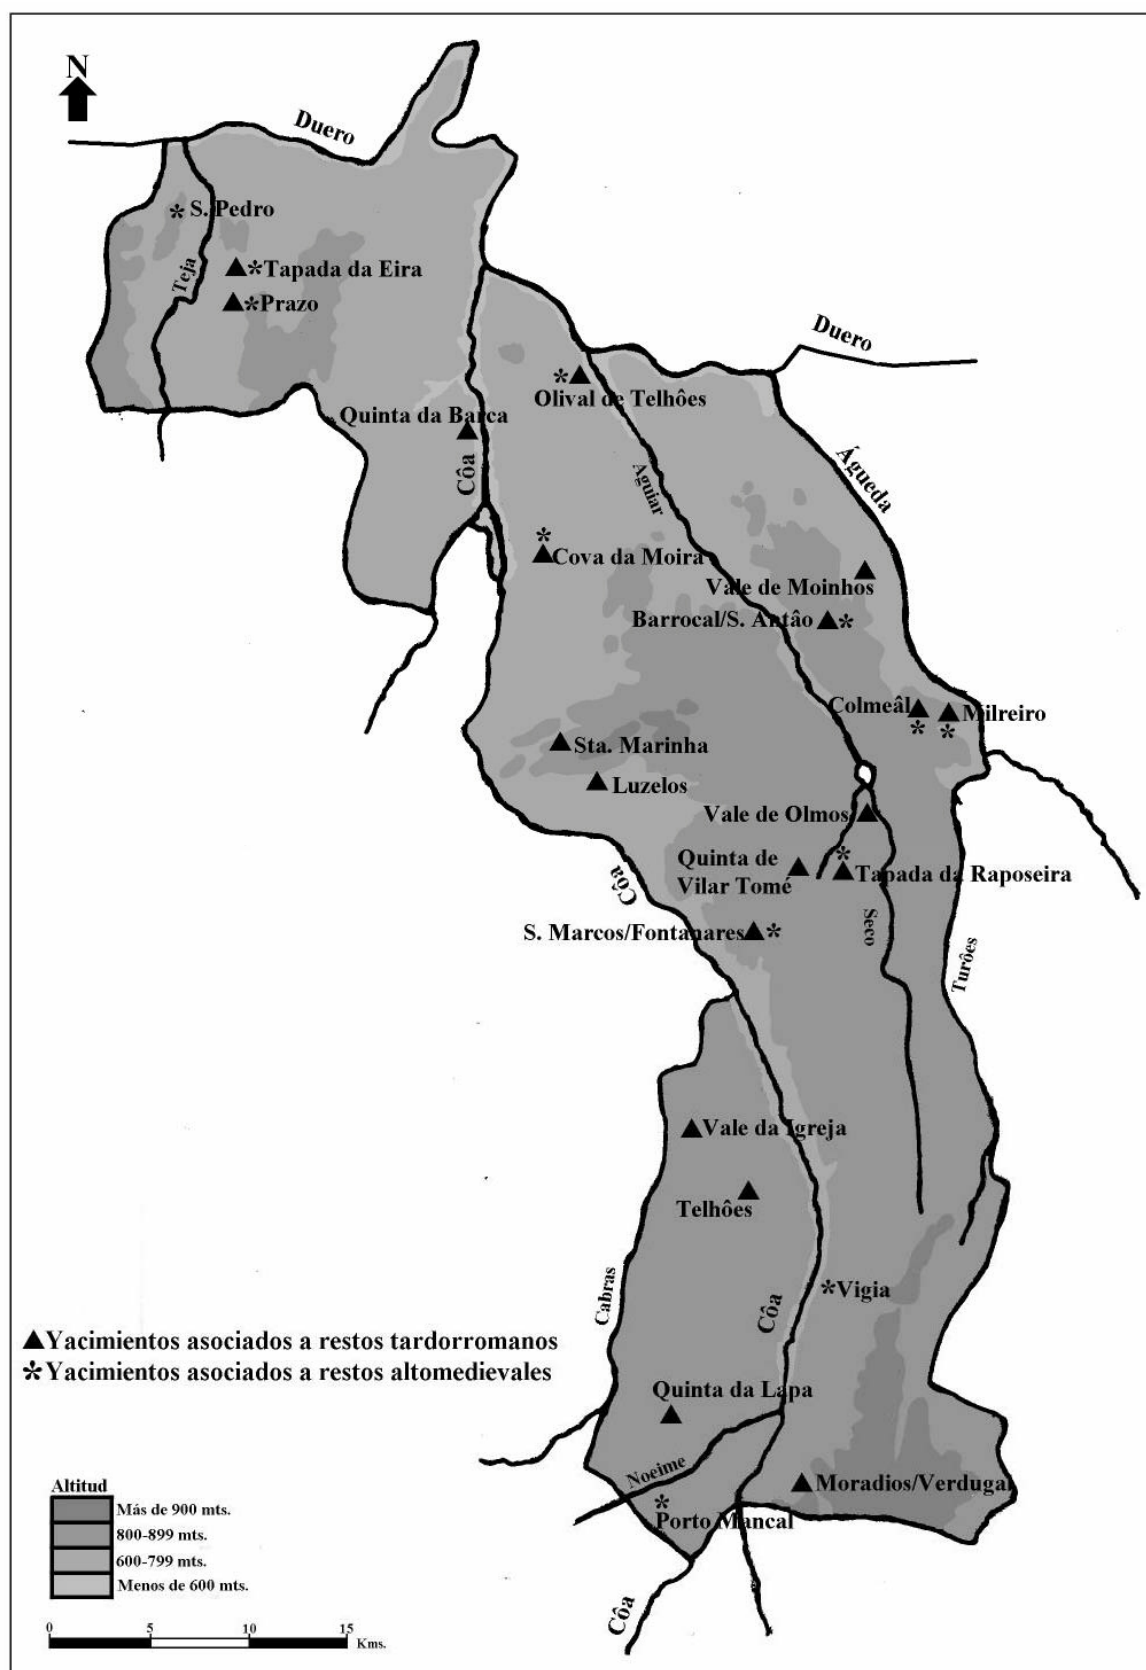 N
Duero
S. Pedro
Teja
Tapada da Eira
Prazo
Duero
Olival de Telhôes
Quinta da Barca
Côa
Aguiar
Águeda
Cova da Moira
Vale de Moinhos
Barrocal/S. Antâo
Colmeâl
Milreiro
Sta. Marinha
Luzelos
Vale de Olmos
Quinta de
Vilar Tomé
Tapada da Raposeira
Côa
S. Marcos/Fontanares
Seco
Turôes
Vale da Igreja
Telhôes
Cabras
Côa
Vigia
Yacimientos asociados a restos tardorromanos
Yacimientos asociados a restos altomedievales
Quinta da Lapa
Noeime
Moradios/Verdugal
Porto Mancal
Côa
Altitud
Más de 900 mts.
800-899 mts.
600-799 mts.
Menos de 600 mts.
0 5 10 15
Kms.